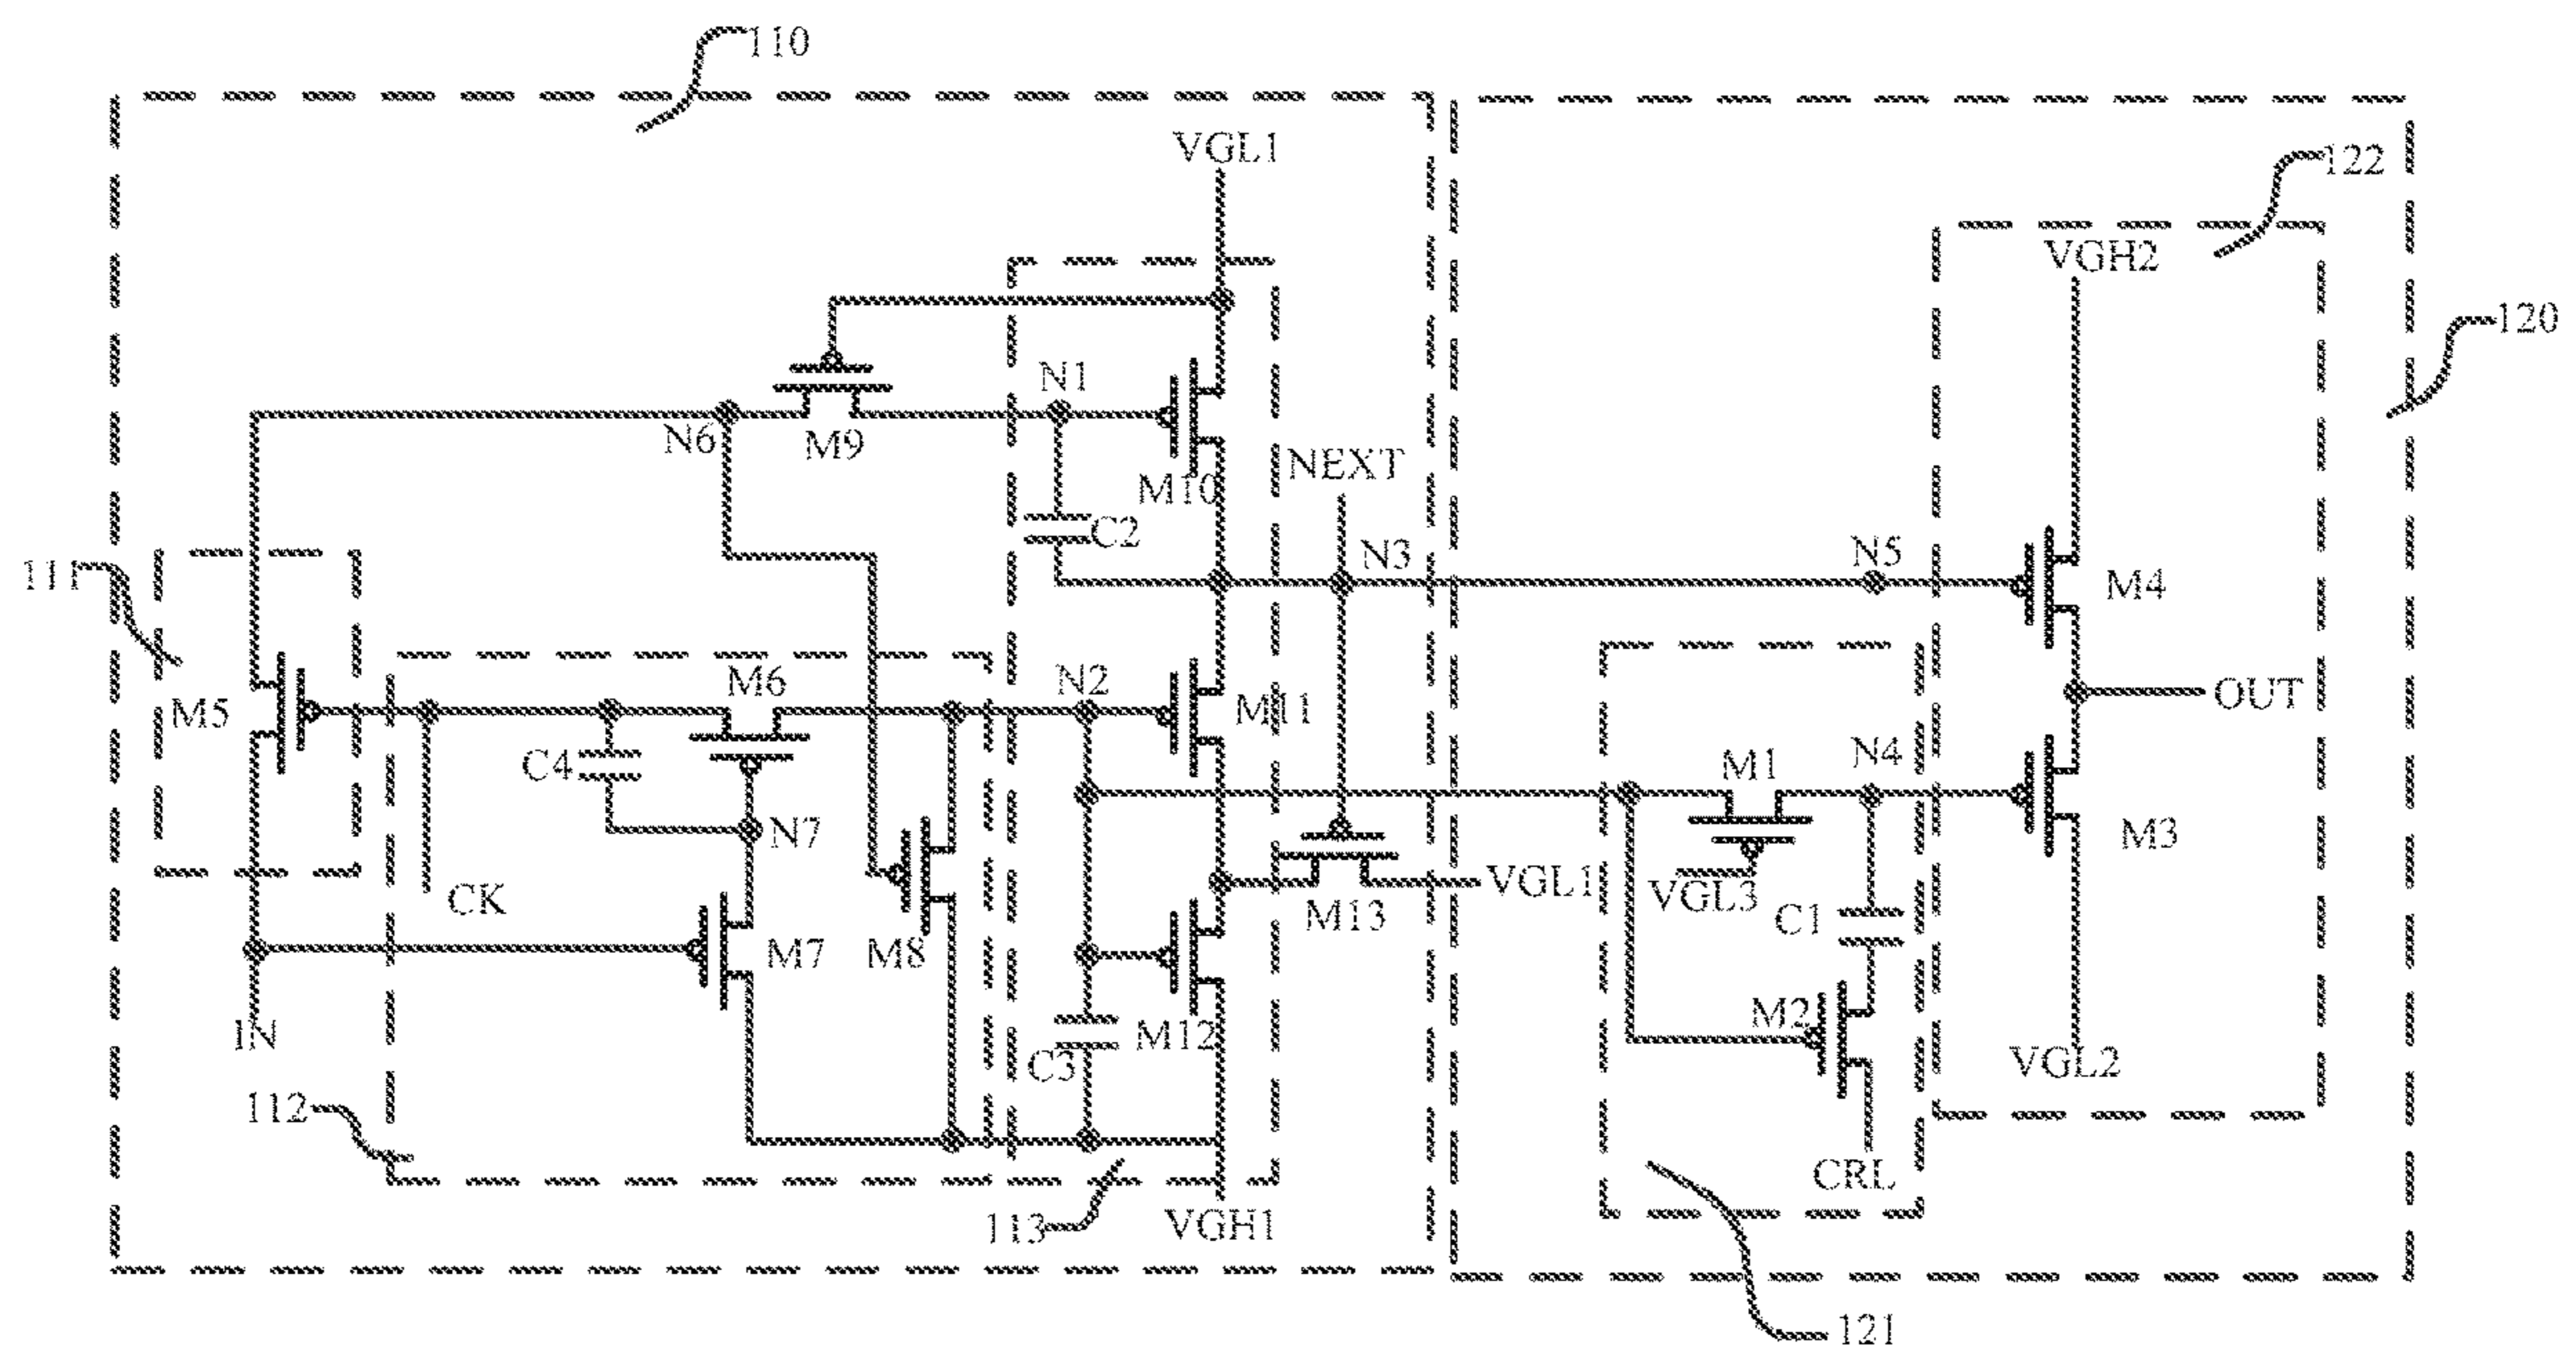 110
VGL1
122
VGH2
120
N1
N6
M9
M10
NEXT
C2
N3
N5
111
M4
M6
N2
M5
M11
OUT
C4
M1
N4
N7
M3
CK
VGL1
VGL3
M13
C1
M7
M8
M2
IN
M12
C3
VGL2
112
CRL
113
VGH1
121